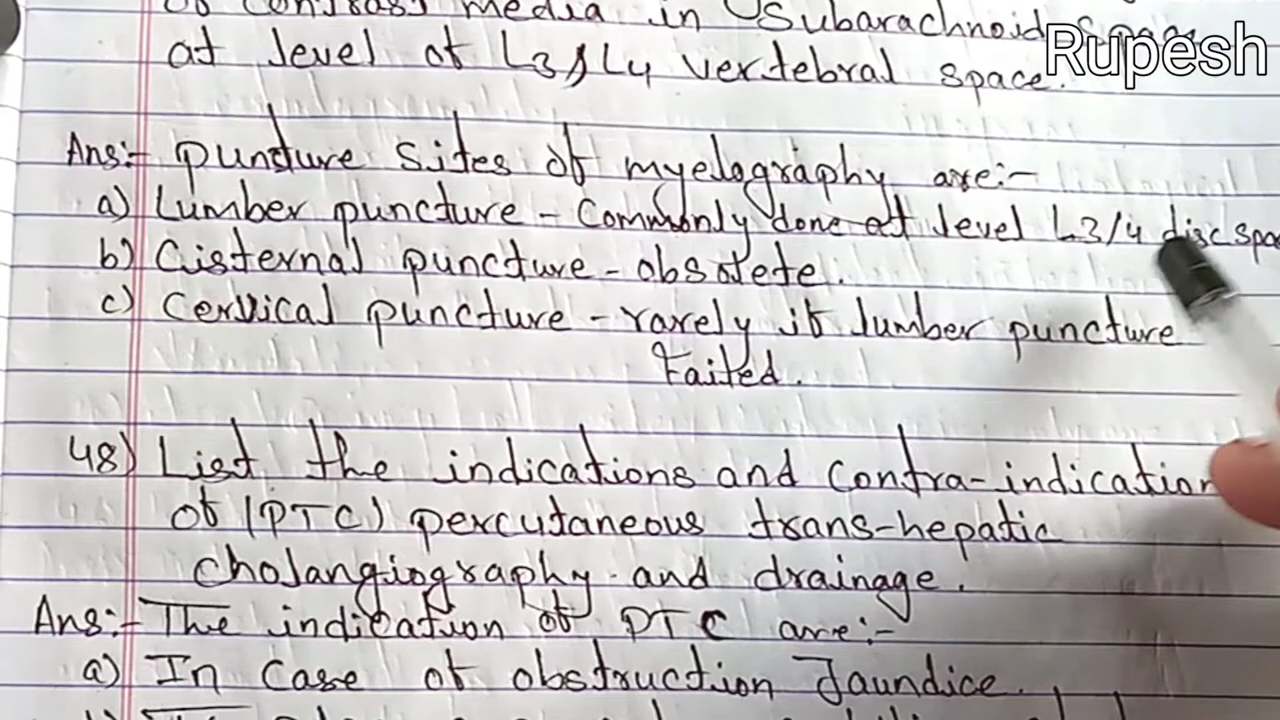 of contrast media in Subarachnoid Space
Rupesh
at level of L3/L4 vertebral space.
Ans:- puncture sites of myelography are:-
a) Lumber puncture - Commonly done at level L3/4 disc spa
b) Cisternal puncture - obsolete.
c) Cervical puncture - rarely if lumber puncture
failed.
48) List the indications and contra-indication
of (PTC) percutaneous trans-hepatic
cholangiography and drainage.
Ans:- The indication of PTC are:-
a) In Case of obstruction Jaundice.